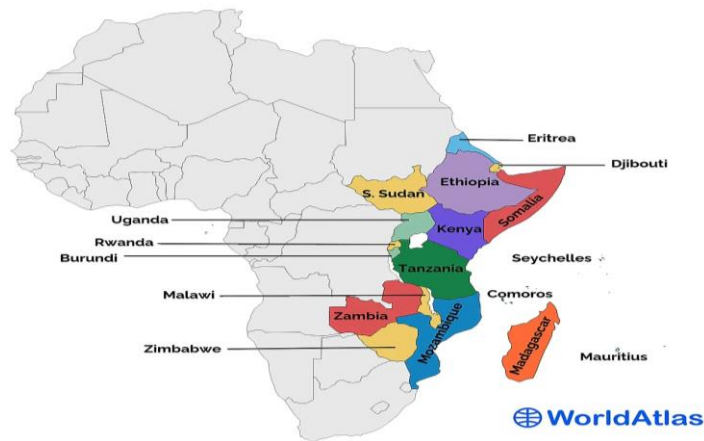 Eritrea
Djibouti
Ethiopia
S. Sudan
Somalia
Uganda
Kenya
Rwanda
Burundi
Seychelles
Tanzania
Malawi
Comoros
Zambia
Mozambique
Madagascar
Zimbabwe
Mauritius
WorldAtlas